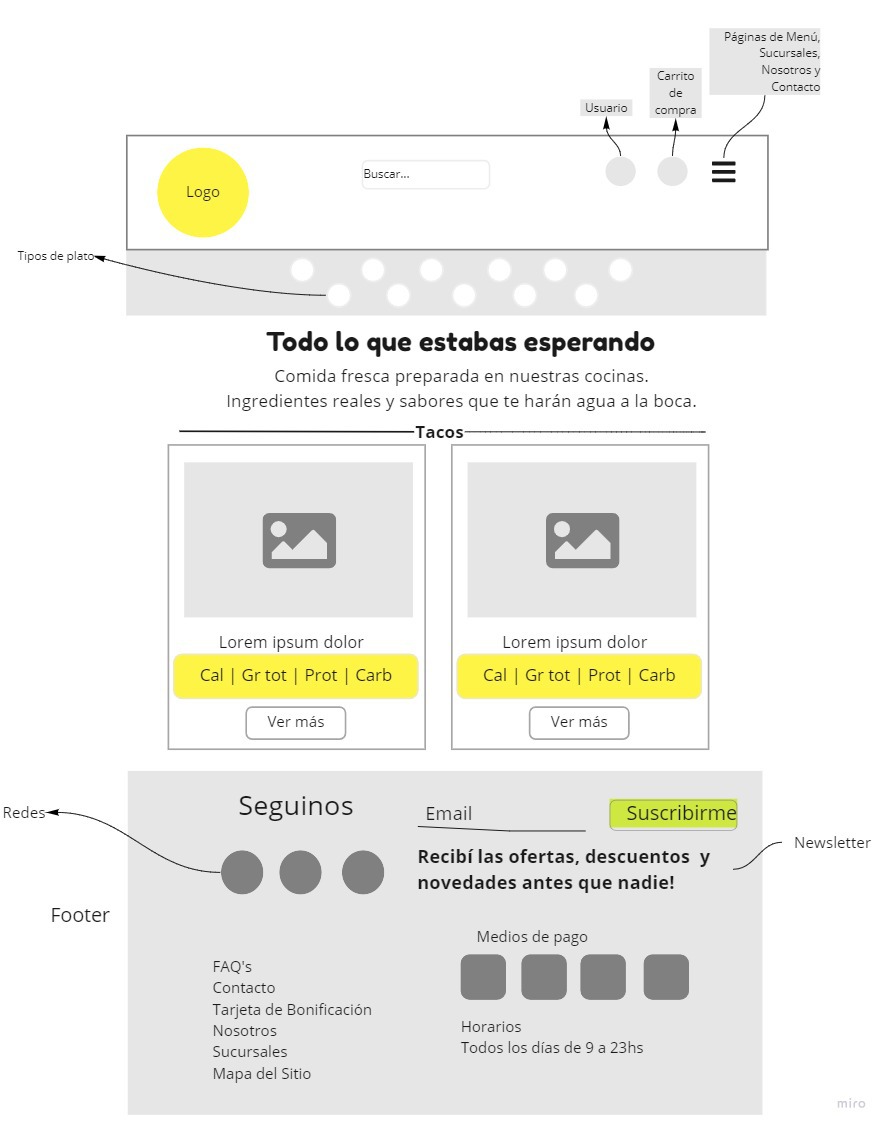 Páginas de Menú,
Sucursales,
Nosotros y
Contacto
Carrito
de
compra
Usuario
Logo
Buscar...
Tipos de plato
Todo lo que estabas esperando
Comida fresca preparada en nuestras cocinas.
Ingredientes reales y sabores que te harán agua a la boca.
Tacos
Lorem ipsum dolor
Cal | Gr tot | Prot | Carb
Ver más
Lorem ipsum dolor
Cal | Gr tot | Prot | Carb
Ver más
Redes
Seguinos
Email
Suscribirme
Recibí las ofertas, descuentos  y
novedades antes que nadie!
Newsletter
Footer
Medios de pago
FAQ's
Contacto
Tarjeta de Bonificación
Nosotros
Sucursales
Mapa del Sitio
Horarios
Todos los días de 9 a 23hs
miro